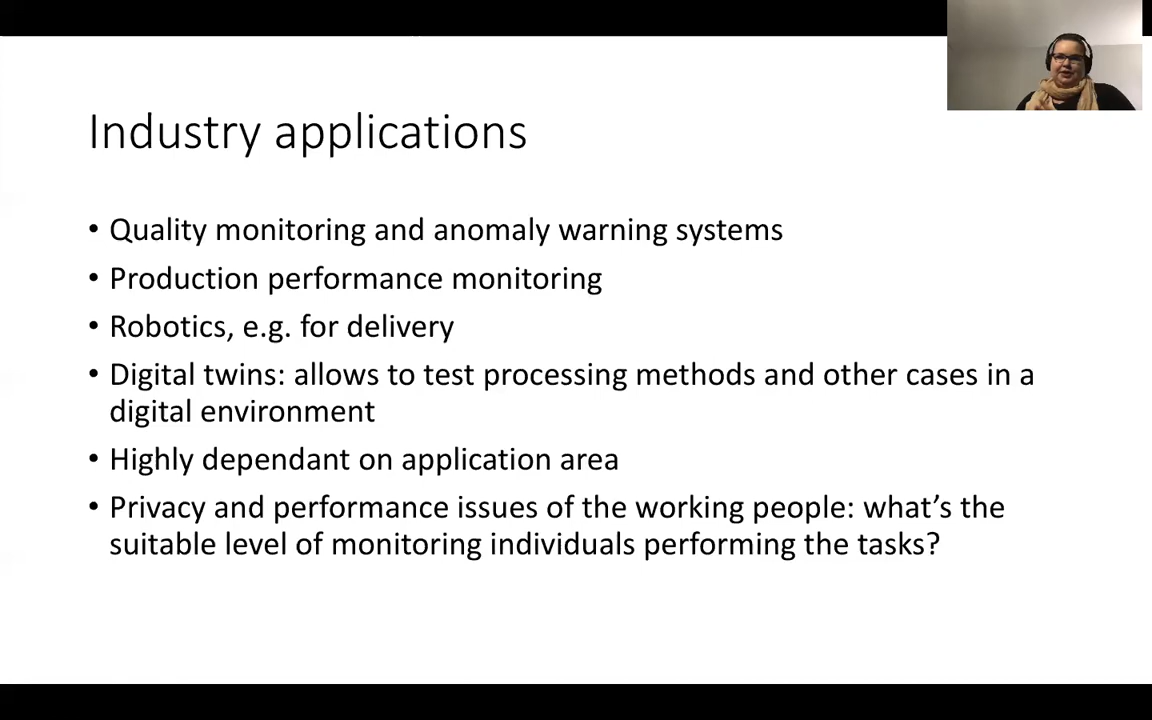 Industry applications
• Quality monitoring and anomaly warning systems
• Production performance monitoring
• Robotics, e.g. for delivery
• Digital twins: allows to test processing methods and other cases in a
digital environment
• Highly dependant on application area
• Privacy and performance issues of the working people: what’s the
suitable level of monitoring individuals performing the tasks?